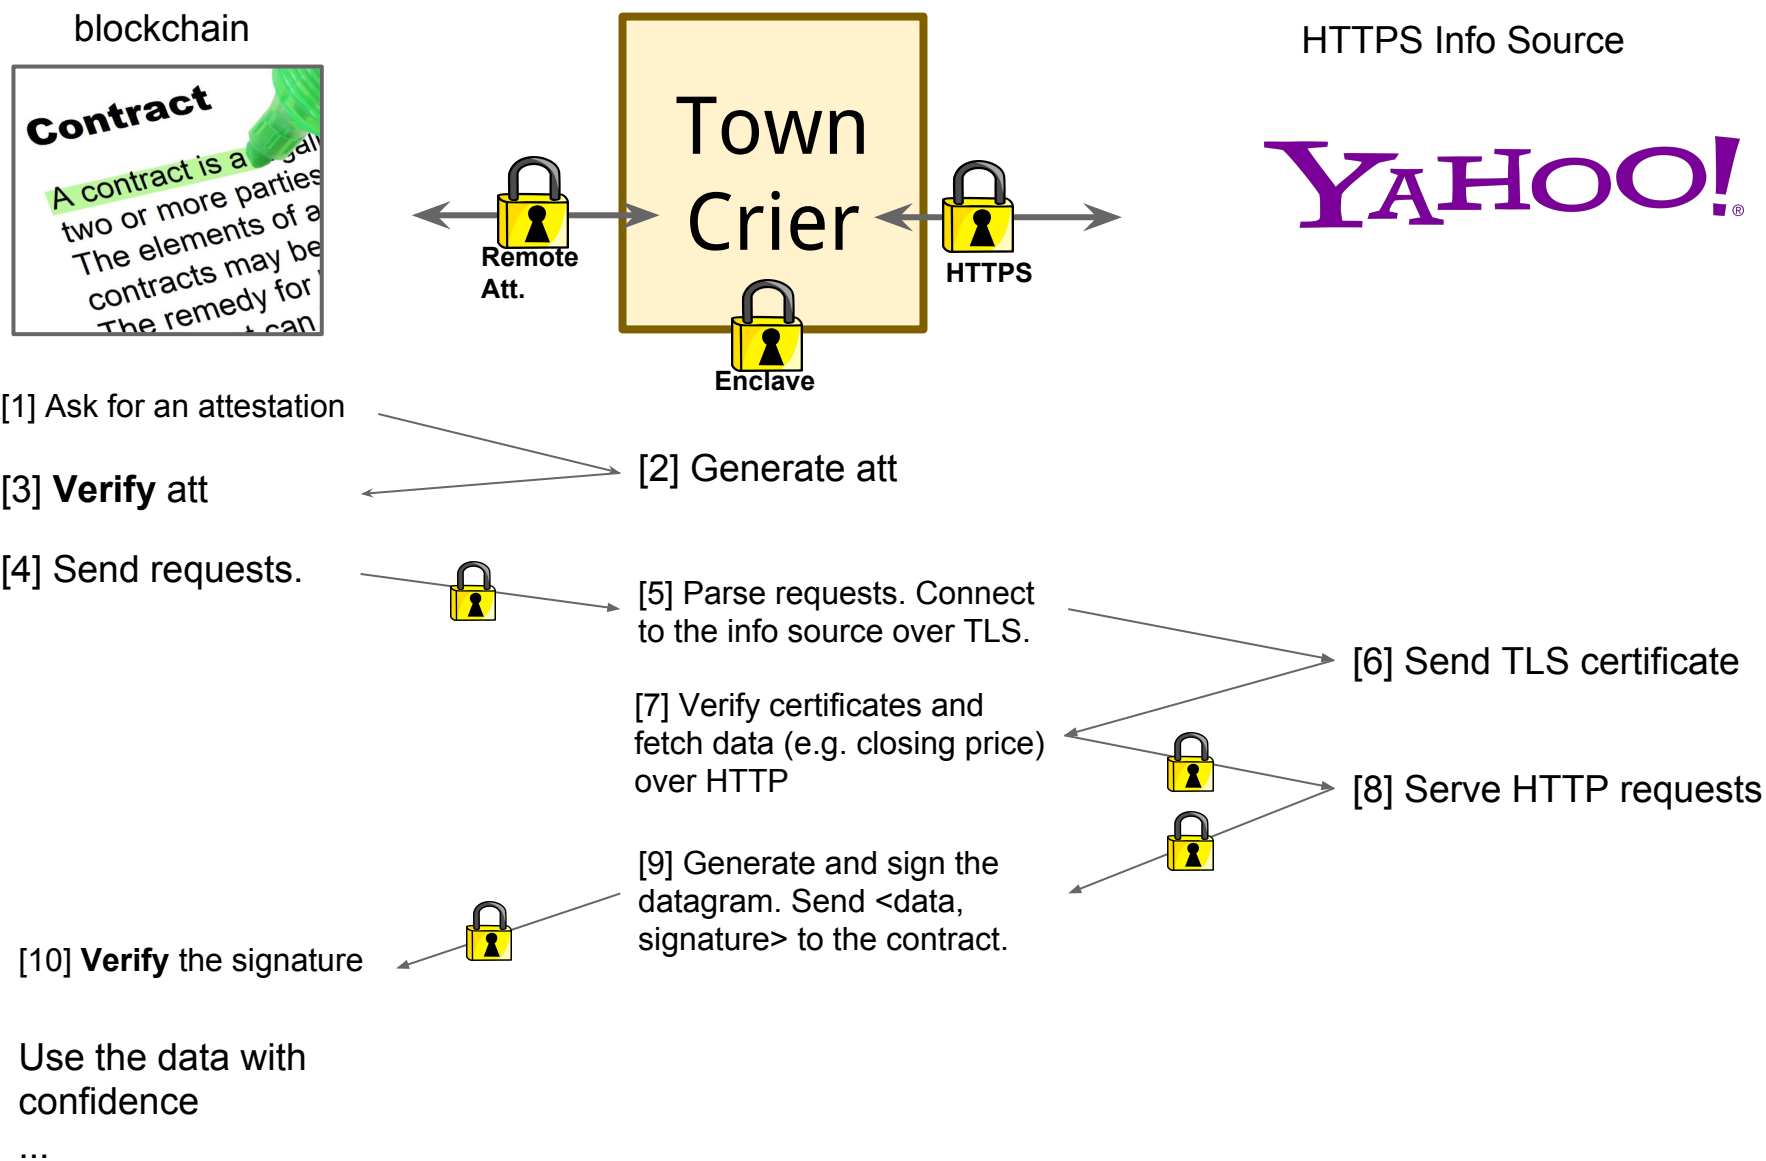 blockchain
HTTPS Info Source
Contract
A contract is a
two or more parties
The elements of a
contracts may be
The remedy for
can
Town
Crier
YAHOO!
®
Remote
Att.
HTTPS
Enclave
[1] Ask for an attestation
[2] Generate att
[3] Verify att
[4] Send requests.
[5] Parse requests. Connect
to the info source over TLS.
[6] Send TLS certificate
[7] Verify certificates and
fetch data (e.g. closing price)
over HTTP
[8] Serve HTTP requests
[9] Generate and sign the
datagram. Send <data,
signature> to the contract.
[10] Verify the signature
Use the data with
confidence
...